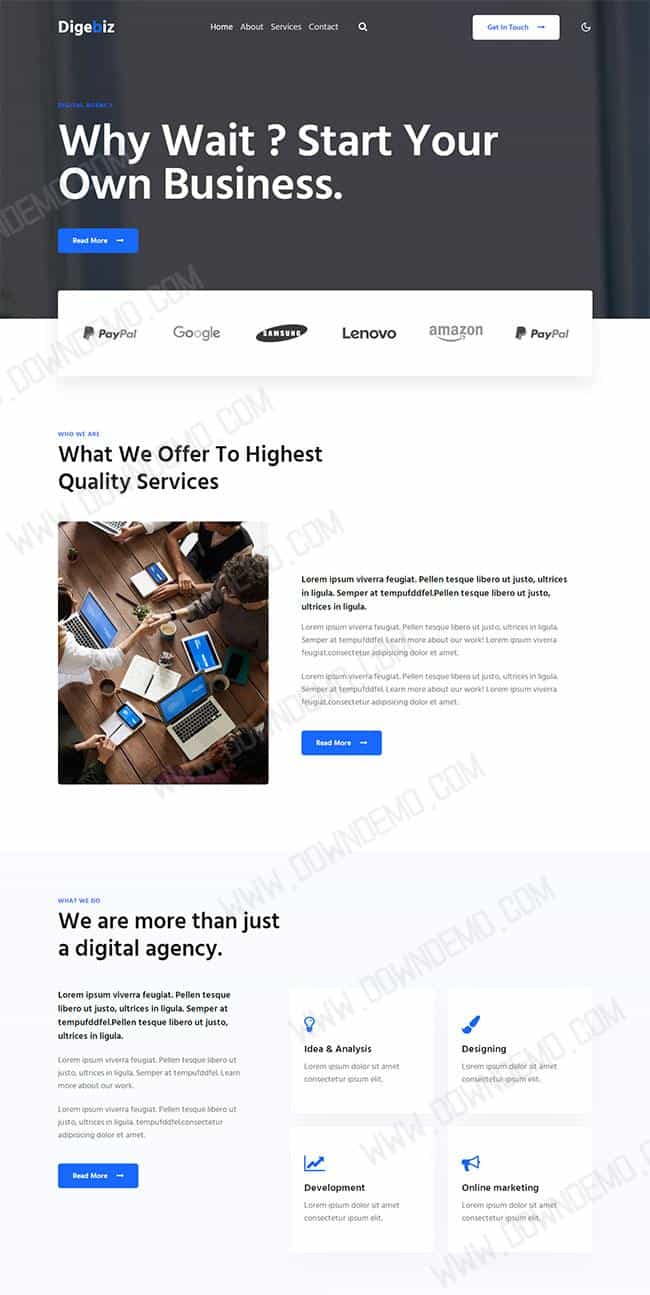 Digebiz
Home About Services Contact
Get In Touch
DIGITAL AGENCY
Why Wait ? Start Your
Own Business.
Read More
PayPal Google SAMSUNG Lenovo amazon PayPal
WHO WE ARE
What We Offer To Highest
Quality Services
Lorem ipsum viverra feugiat. Pellen tesque libero ut justo, ultrices
in ligula. Semper at tempufddfel.Pellen tesque libero ut justo,
ultrices in ligula.
Lorem ipsum viverra feugiat. Pellen tesque libero ut justo, ultrices in ligula.
Semper at tempufddfel. Learn more about our work! Lorem ipsum viverra
feugiat.consectetur adipisicing dolor et amet.
Lorem ipsum viverra feugiat. Pellen tesque libero ut justo, ultrices in ligula.
Semper at tempufddfel. Learn more about our work! Lorem ipsum viverra
feugiat.consectetur adipisicing dolor et amet.
Read More
WHAT WE DO
We are more than just
a digital agency.
Lorem ipsum viverra feugiat. Pellen tesque
libero ut justo, ultrices in ligula. Semper at
tempufddfel.Pellen tesque libero ut justo,
ultrices in ligula.
Lorem ipsum viverra feugiat. Pellen tesque libero ut
justo, ultrices in ligula. Semper at tempufddfel. Learn
more about our work.
Lorem ipsum viverra feugiat. Pellen tesque libero ut
justo, ultrices in ligula. tempufddfel.consectetur
adipisicing dolor et amet.
Read More
Idea & Analysis
Lorem ipsum dolor sit amet
consectetur ipsum elit.
Designing
Lorem ipsum dolor sit amet
consectetur ipsum elit.
Development
Lorem ipsum dolor sit amet
consectetur ipsum elit.
Online marketing
Lorem ipsum dolor sit amet
consectetur ipsum elit.
WWW.DOWNDEMO.COM